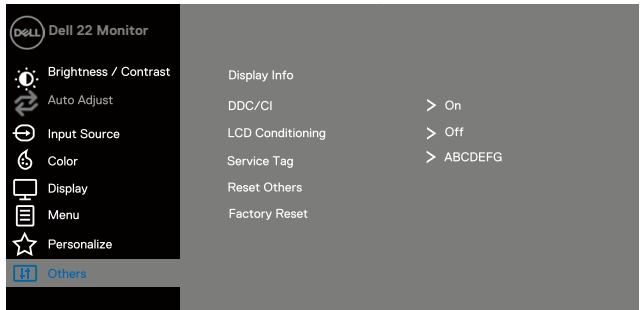 DELL Dell 22 Monitor
Brightness / Contrast
Auto Adjust
Input Source
Color
Display
Menu
Personalize
Others
Display Info
DDC/CI > On
LCD Conditioning > Off
Service Tag > ABCDEFG
Reset Others
Factory Reset